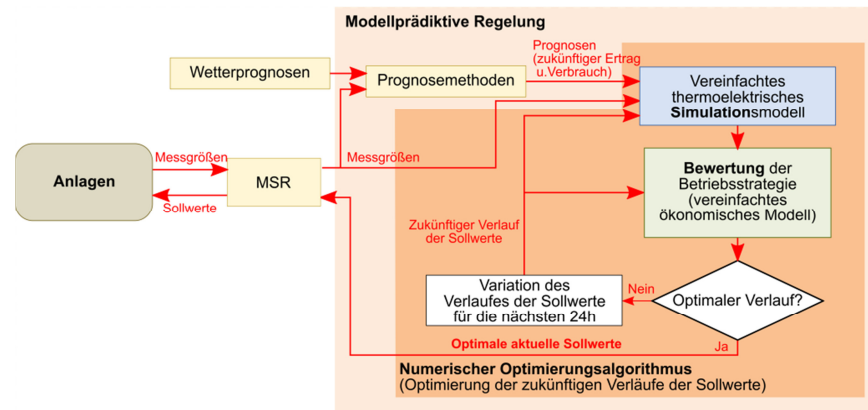 Modellprädiktive Regelung
Wetterprognosen
Prognosemethoden
Prognosen
(zukünftiger Ertrag
u.Verbrauch)
Vereinfachtes
thermoelektrisches
Simulationsmodell
Anlagen
Messgrößen
Sollwerte
MSR
Messgrößen
Bewertung der
Betriebsstrategie
(vereinfachtes
ökonomisches Modell)
Zukünftiger Verlauf
der Sollwerte
Variation des
Verlaufes der Sollwerte
für die nächsten 24h
Nein
Optimaler Verlauf?
Optimale aktuelle Sollwerte
Ja
Numerischer Optimierungsalgorithmus
(Optimierung der zukünftigen Verläufe der Sollwerte)